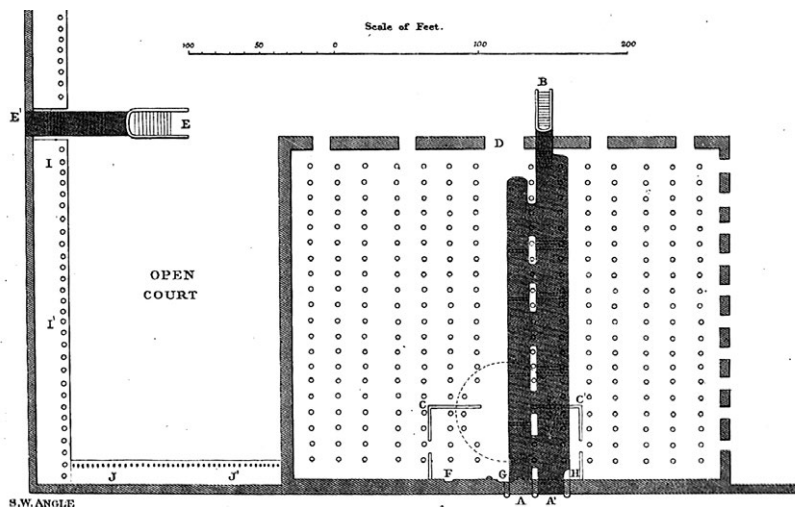 Scale of Feet.
100 50 0 100 200
B
E' E
D
I
OPEN
COURT
I'
C C'
J J' F G H
A A'
S.W. ANGLE